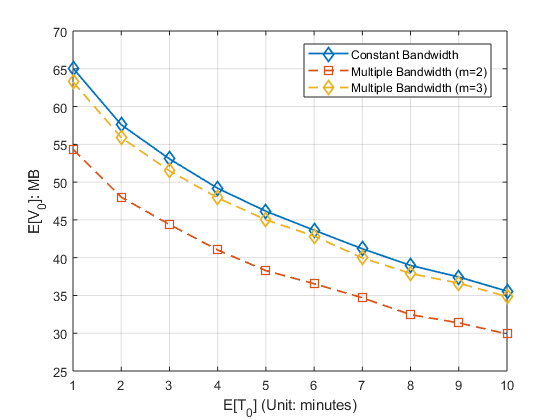 70
65
60
55
50
45
40
35
30
25
E[V0]: MB
1 2 3 4 5 6 7 8 9 10
E[T0] (Unit: minutes)
Constant Bandwidth
Multiple Bandwidth (m=2)
Multiple Bandwidth (m=3)